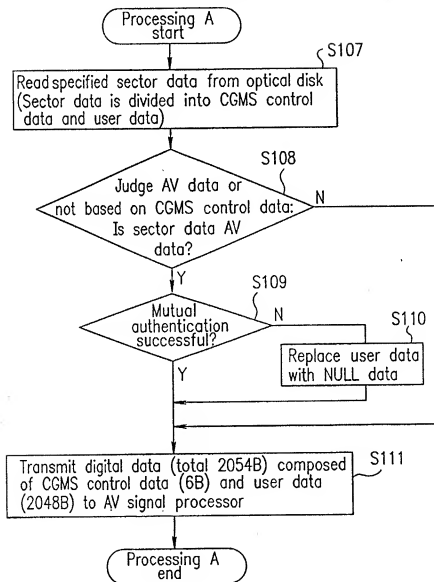 Processing A
start
S107
Read specified sector data from optical disk
(Sector data is divided into CGMS control
data and user data)
S108
Judge AV data or
not based on CGMS control data:
Is sector data AV
data?
N
Y
S109
Mutual
authentication
successful?
N
Y
S110
Replace user data
with NULL data
S111
Transmit digital data (total 2054B) composed
of CGMS control data (6B) and user data
(2048B) to AV signal processor
Processing A
end